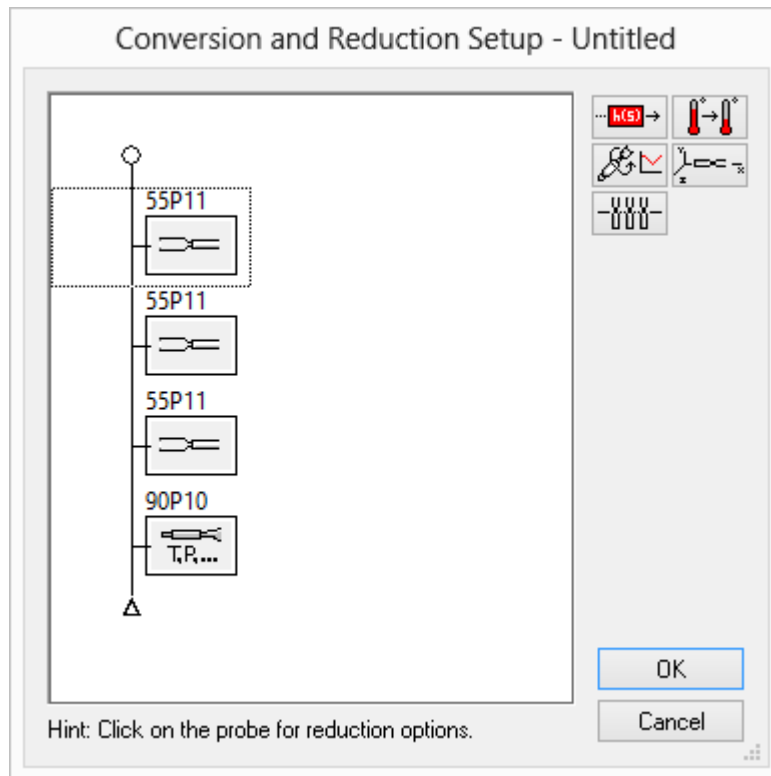 Conversion and Reduction Setup - Untitled
h(s)
55P11
55P11
55P11
90P10
T,P,...
Y
x
z
OK
Cancel
Hint: Click on the probe for reduction options.